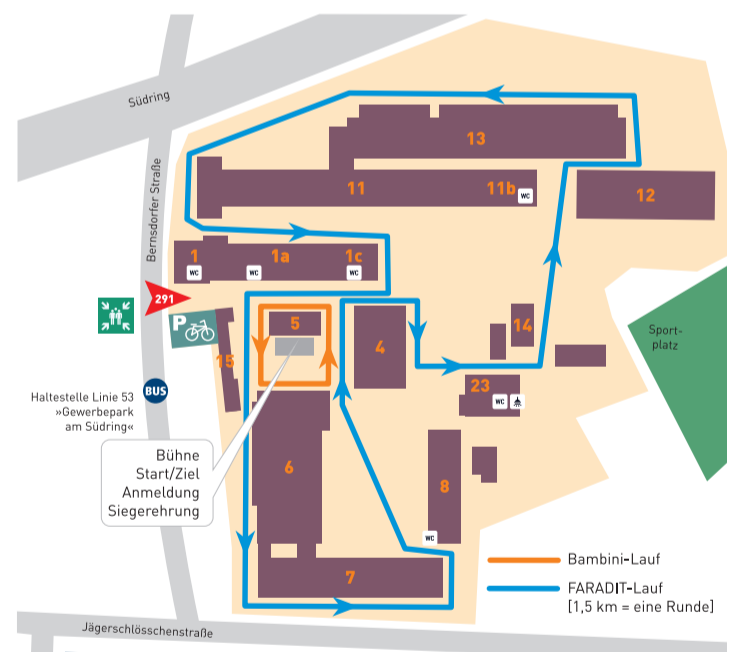 Südring
13
11
11b
WC
12
Bernsdorfer Straße
1
1a
1c
WC
WC
WC
291
P
5
4
14
15
Sport-
platz
Haltestelle Linie 53
»Gewerbepark
am Südring«
BUS
23
WC
Bühne
Start/Ziel
Anmeldung
Siegerehrung
6
8
WC
7
Bambini-Lauf
FARADIT-Lauf
[1,5 km = eine Runde]
Jägerschlösschenstraße